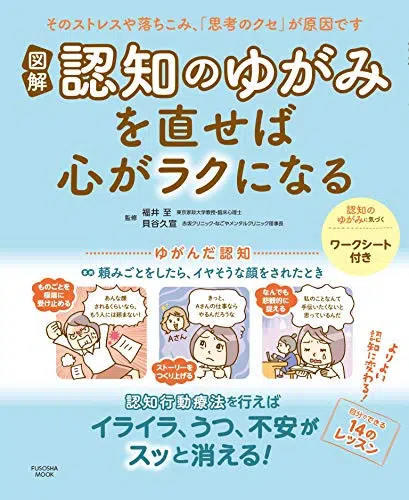 そのストレスや落ちこみ、「思考のクセ」が原因です
図解
認知のゆがみ
を直せば
心がラクになる
監修
福井 至 東京家政大学教授・臨床心理士
貝谷久宣 赤坂クリニック・なごやメンタルクリニック理事長
認知の
ゆがみに気づく
ワークシート
付き
ゆがんだ認知
頼みごとをしたら、イヤそうな顔をされたとき
ものごとを
極端に
受け止める
あんな顔
されるくらいなら、
もう人には頼まない!
きっと、
Aさんの仕事なら
やるんだろうな
Aさん
ストーリーを
つくり上げる
なんでも
悲観的に
捉える
私のことなんて
手伝いたくないと
思っているんだ
よりよい
認知に変わる!
自分でできる
14の
レッスン
認知行動療法を行えば
イライラ、うつ、不安が
スッと消える!
FUSOSHA
MOOK